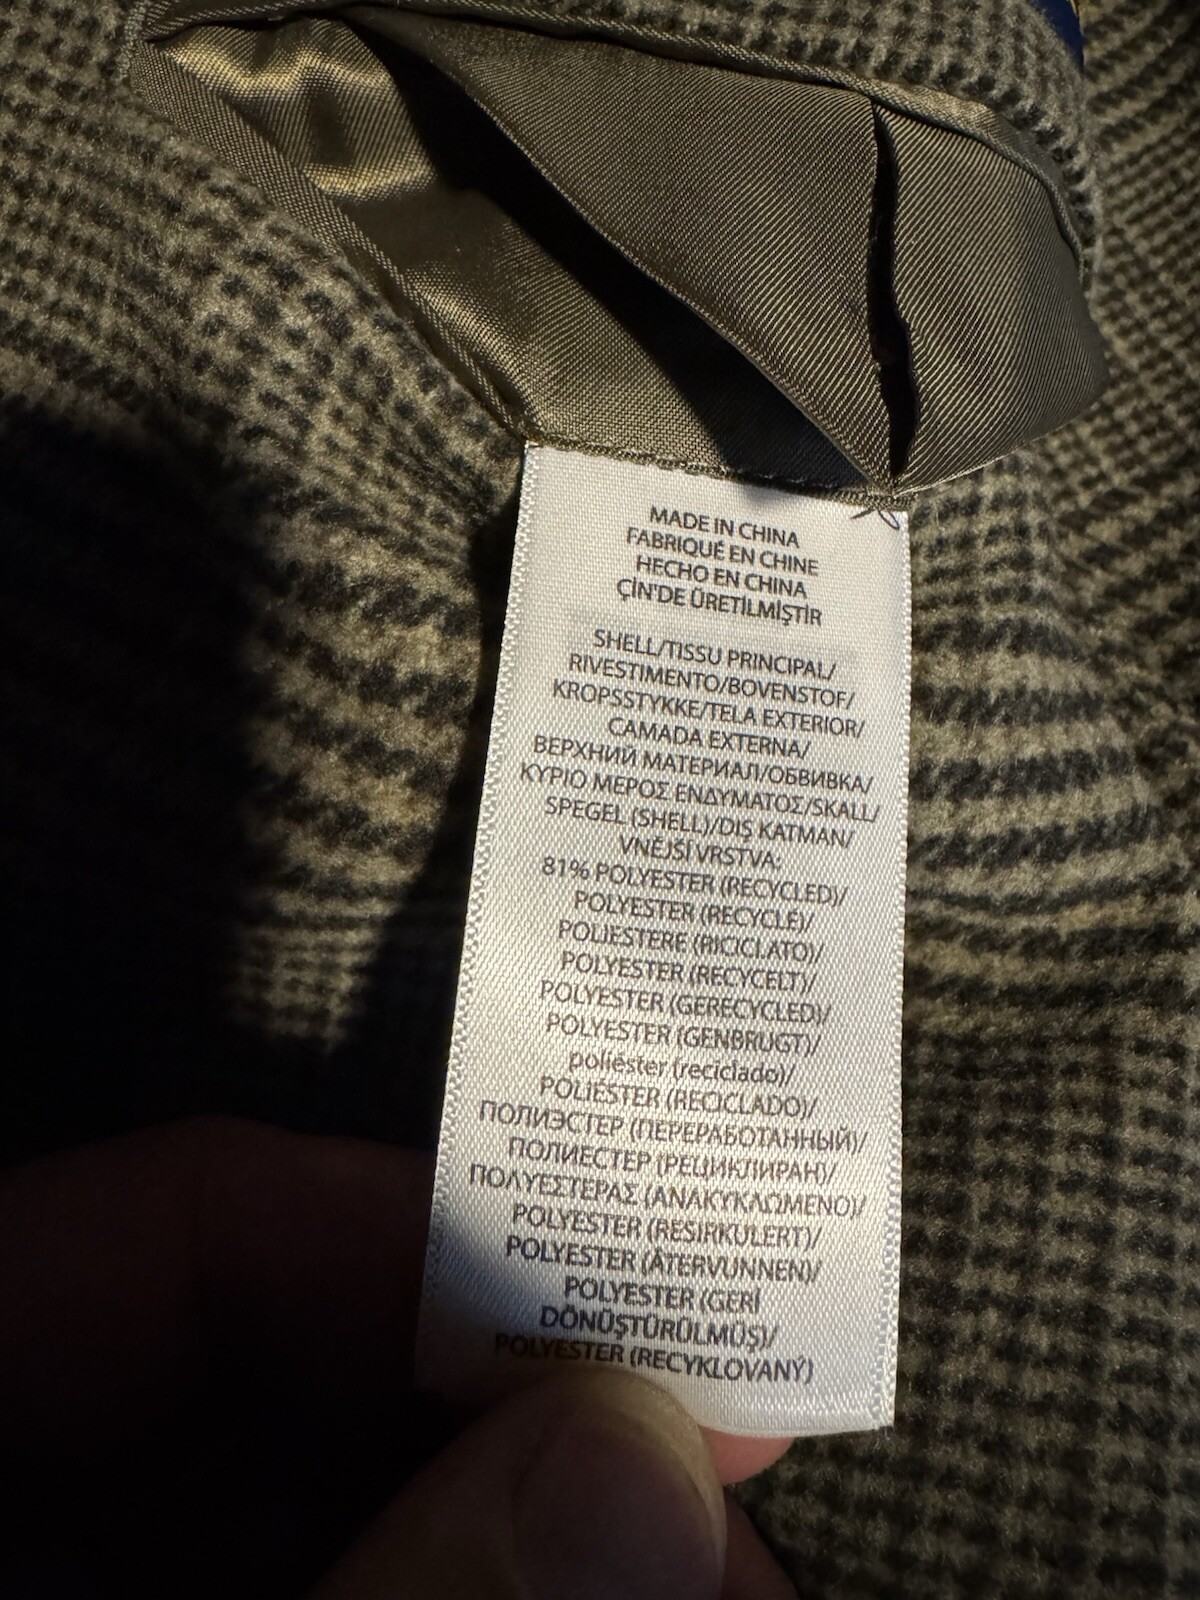 MADE IN CHINA
FABRIQUÉ EN CHINE
HECHO EN CHINA
ÇİN'DE ÜRETİLMİŞTİR
SHELL/TISSU PRINCIPAL/
RIVESTIMENTO/BOVENSTOF/
KROPSSTYKKE/TELA EXTERIOR/
CAMADA EXTERNA/
ВЕРХНИЙ МАТЕРИАЛ/ОБВИВКА/
ΚΥΡΙΟ ΜΕΡΟΣ ΕΝΔΥΜΑΤΟΣ/SKALL/
SPEGEL (SHELL)/DIŞ KATMAN/
VNĚJŠÍ VRSTVA:
81% POLYESTER (RECYCLED)/
POLYESTER (RECYCLÉ)/
POLIESTERE (RICICLATO)/
POLYESTER (RECYCELT)/
POLYESTER (GERECYCLED)/
POLYESTER (GENBRUGT)/
poliéster (reciclado)/
POLIÉSTER (RECICLADO)/
ПОЛИЭСТЕР (ПЕРЕРАБОТАННЫЙ)/
ПОЛИЕСТЕР (РЕЦИКЛИРАН)/
ΠΟΛΥΕΣΤΕΡΑΣ (ΑΝΑΚΥΚΛΩΜΕΝΟ)/
POLYESTER (RESIRKULERT)/
POLYESTER (ÅTERVUNNEN)/
POLYESTER (GERİ
DÖNÜŞTÜRÜLMÜŞ)/
POLYESTER (RECYKLOVANÝ)